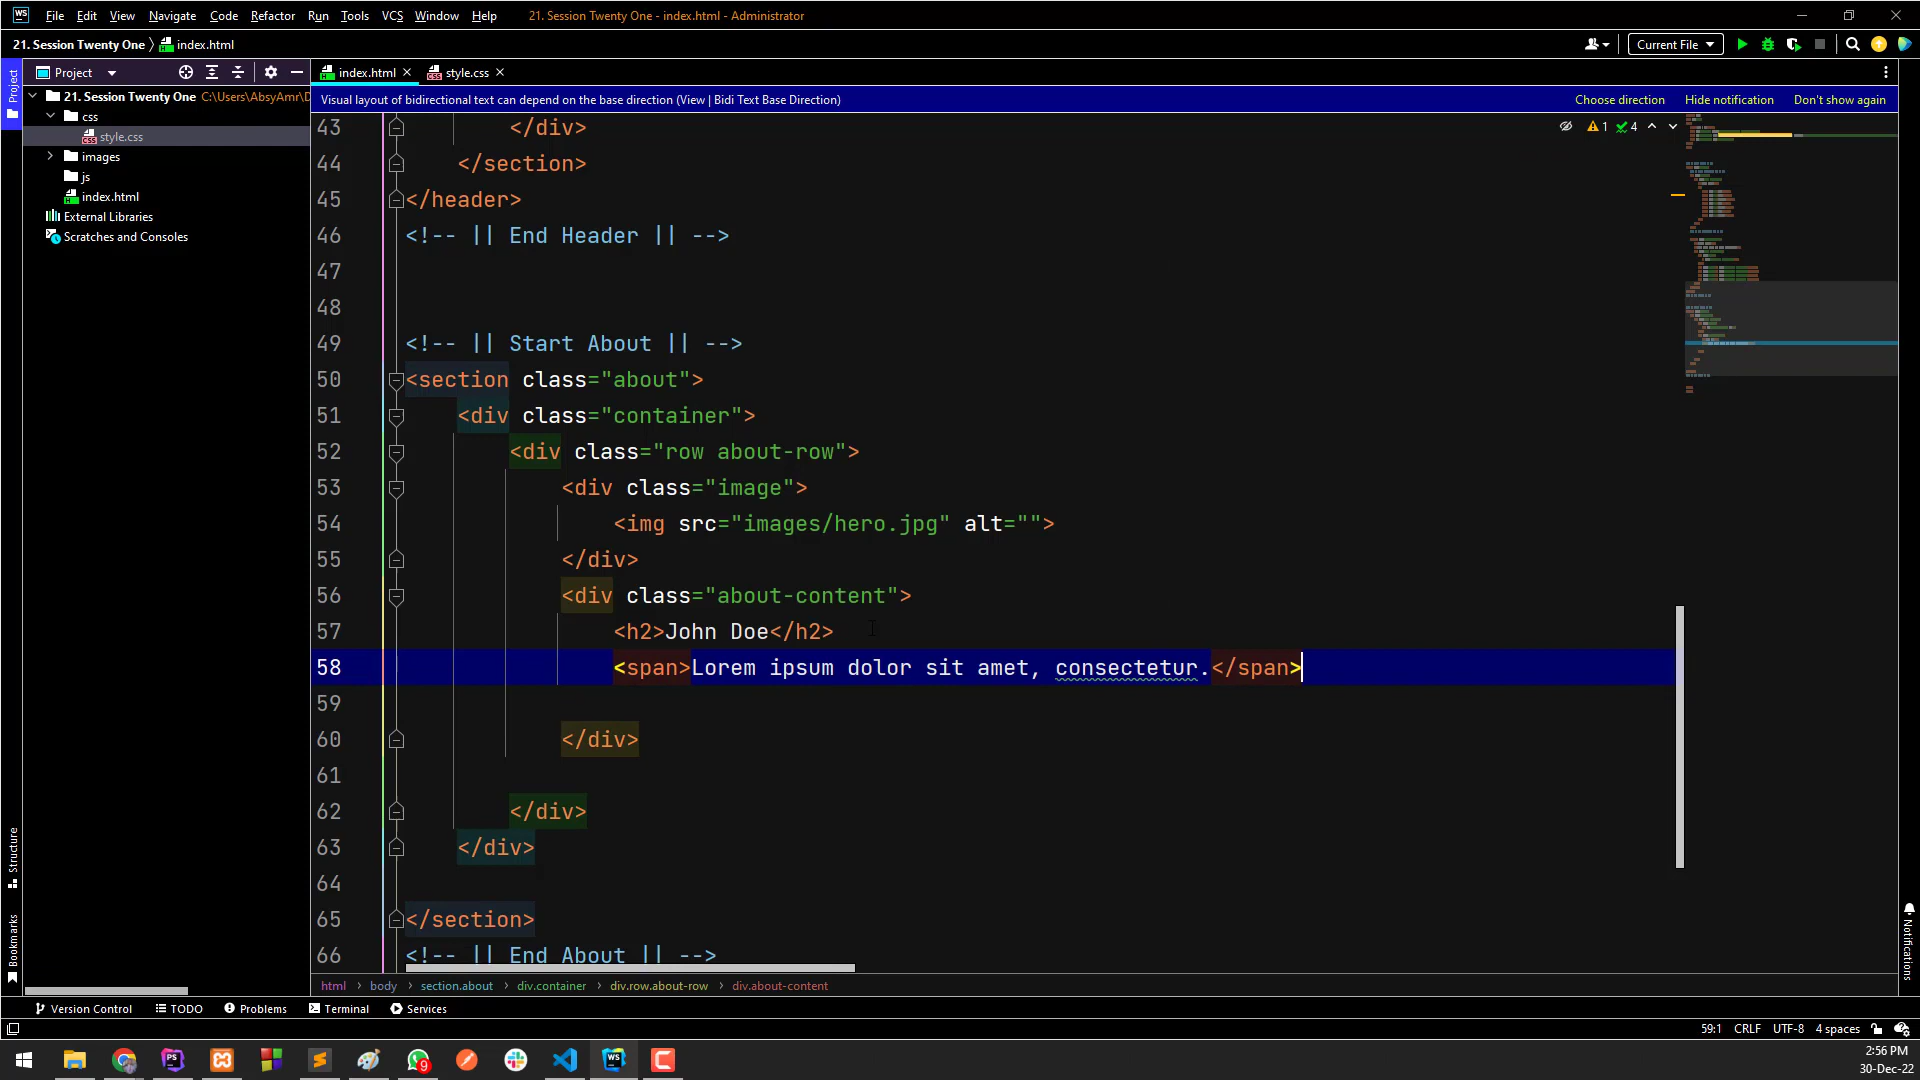 WS File Edit View Navigate Code Refactor Run Tools VCS Window Help 21. Session Twenty One - index.html - Administrator
21. Session Twenty One index.html Current File
Project index.html style.css
Project
21. Session Twenty One C:\Users\AbsyAmr\D
Visual layout of bidirectional text can depend on the base direction (View | Bidi Text Base Direction) Choose direction Hide notification Don't show again
css
style.css
images
js
index.html
External Libraries
Scratches and Consoles
1 4
43 </div>
44 </section>
45 </header>
46 <!-- || End Header || -->
47
48
49 <!-- || Start About || -->
50 <section class="about">
51 <div class="container">
52 <div class="row about-row">
53 <div class="image">
54 <img src="images/hero.jpg" alt="">
55 </div>
56 <div class="about-content">
57 <h2>John Doe</h2>
58 <span>Lorem ipsum dolor sit amet, consectetur.</span>
59
60 </div>
61
62 </div>
63 </div>
64
65 </section>
66 <!-- || End About || -->
Structure
Bookmarks
Notifications
html body section.about div.container div.row.about-row div.about-content
Version Control TODO Problems Terminal Services
59:1 CRLF UTF-8 4 spaces
PS 9 WS C
2:56 PM
30-Dec-22